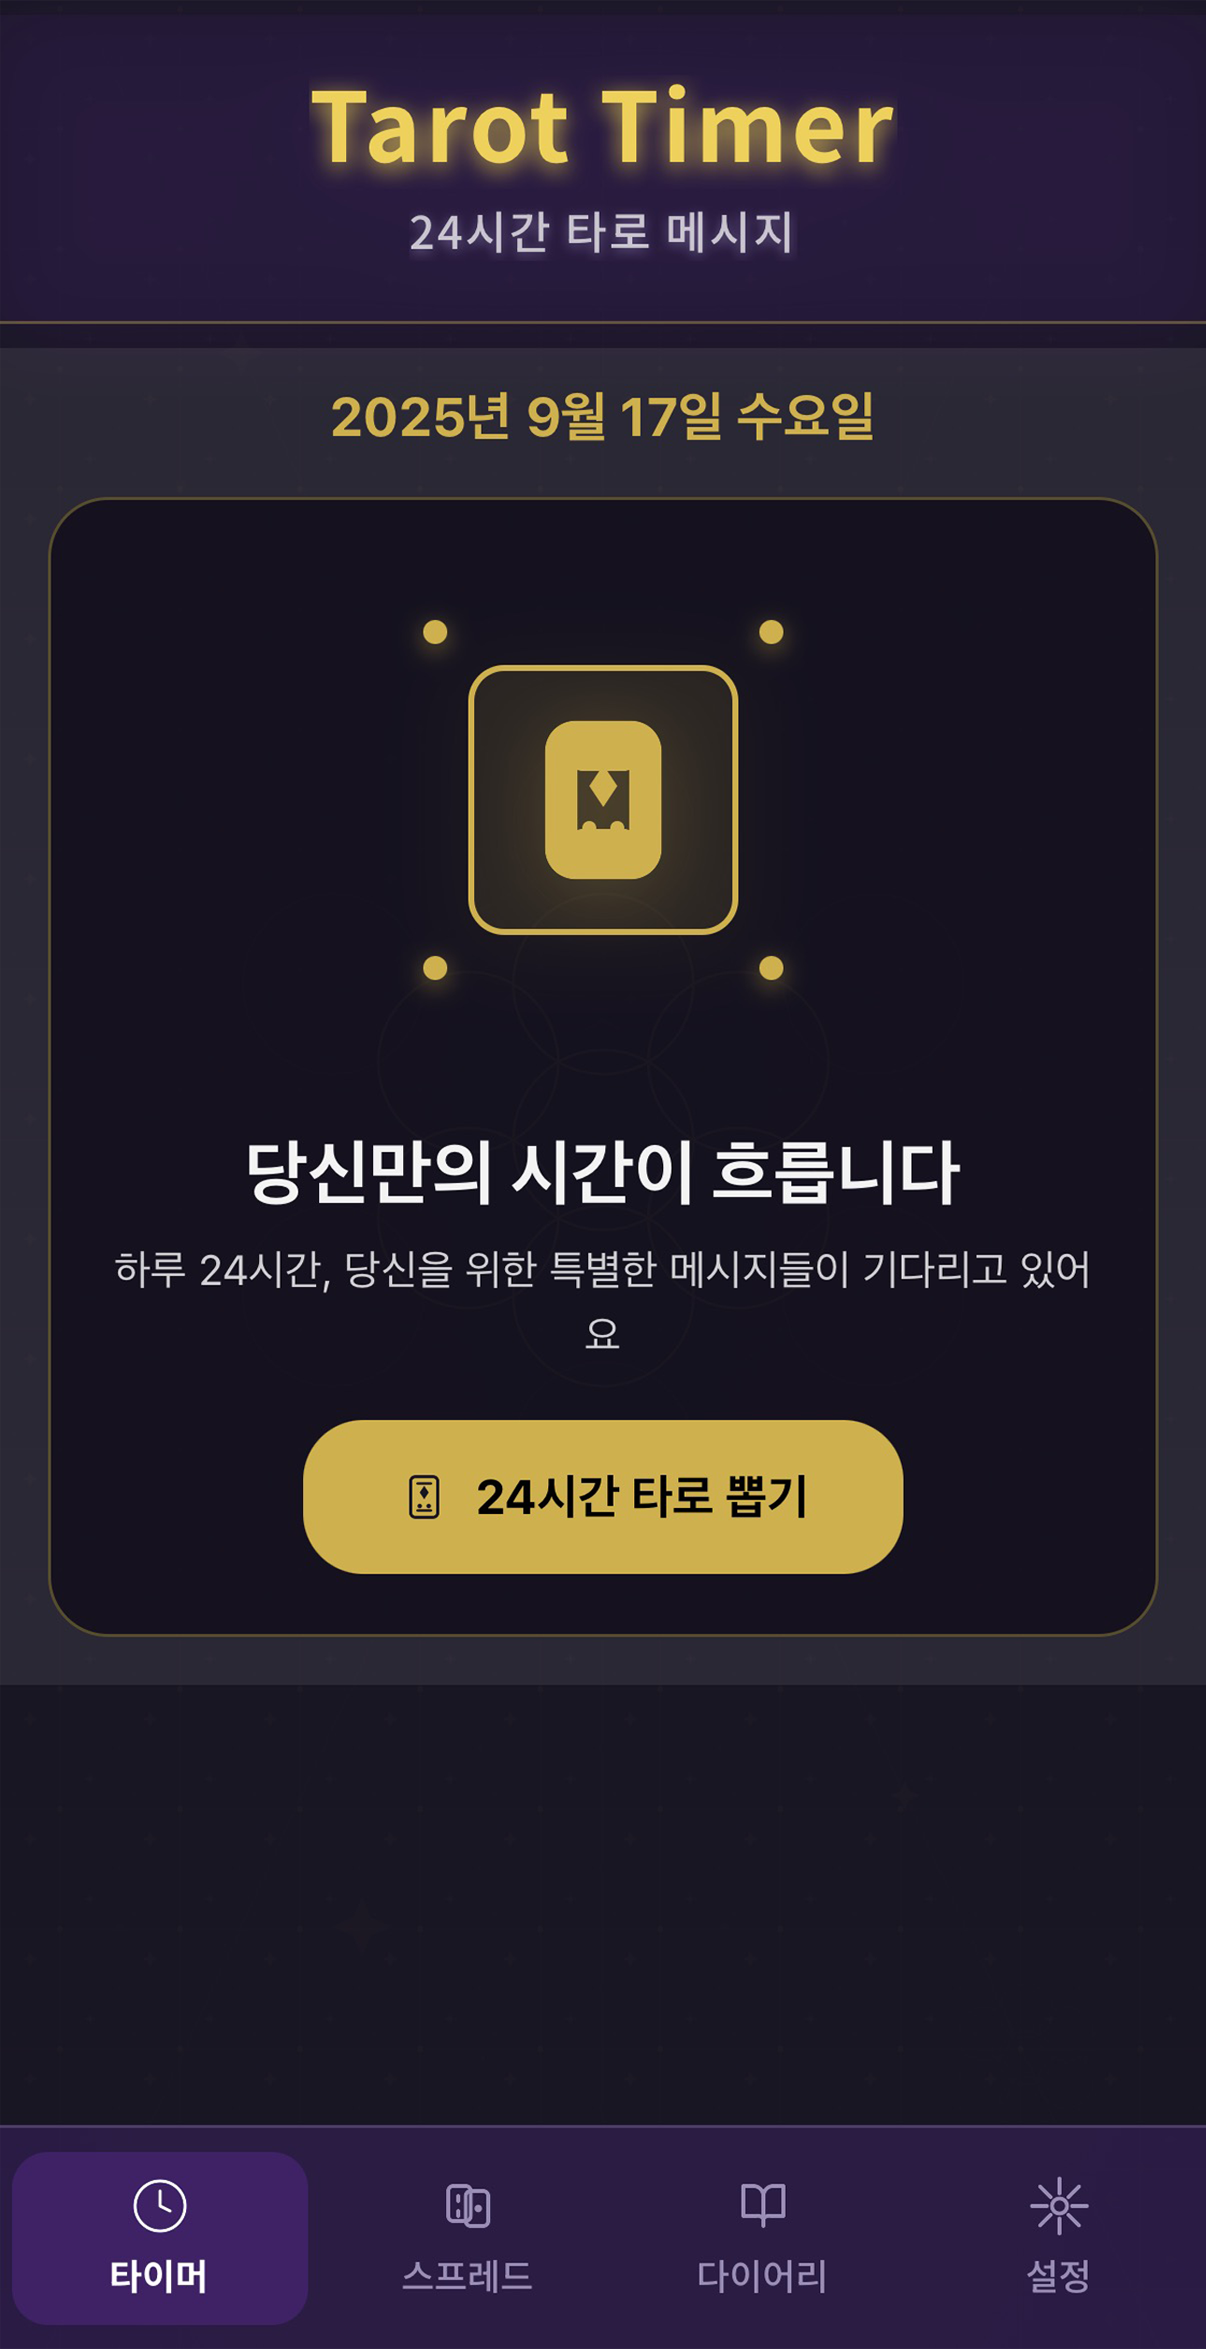 Tarot Timer
24시간 타로 메시지
2025년 9월 17일 수요일
당신만의 시간이 흐릅니다
하루 24시간, 당신을 위한 특별한 메시지들이 기다리고 있어
요
24시간 타로 뽑기
타이머
스프레드
다이어리
설정